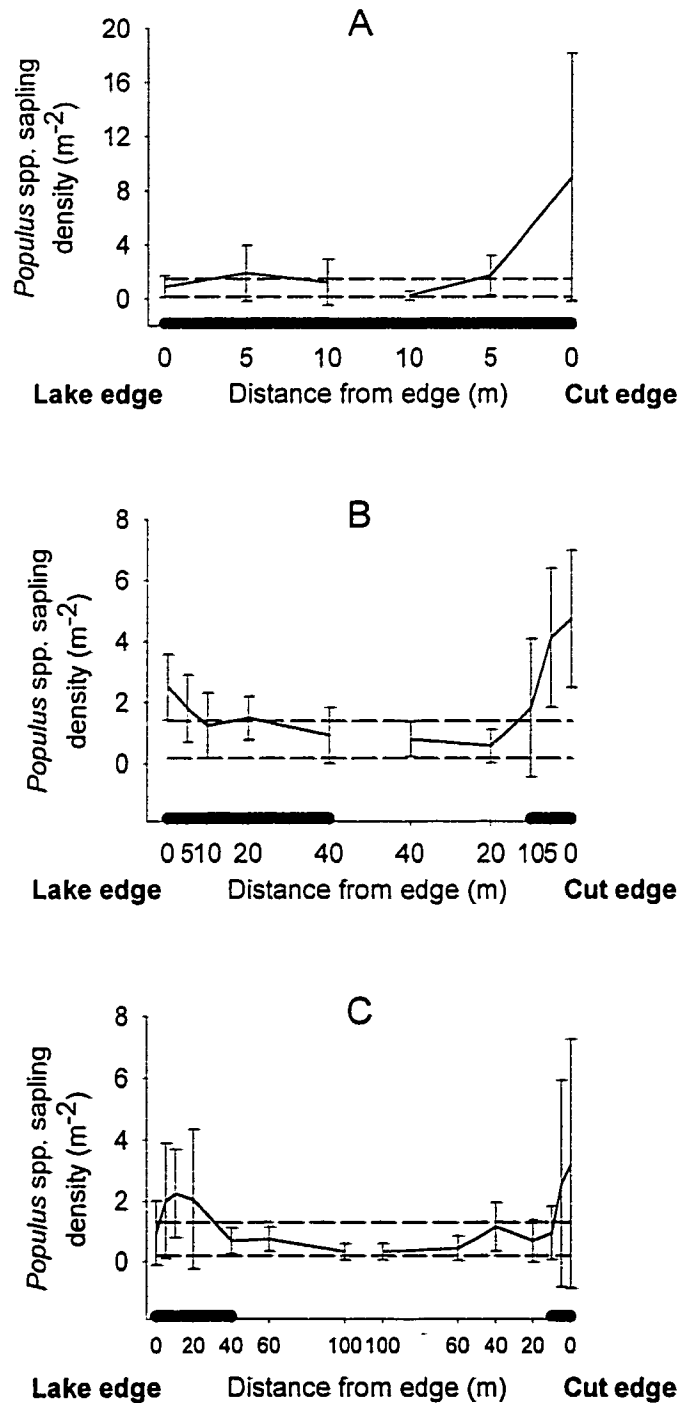 A
Populus spp. sapling
density (m-2)
20
16
12
8
4
0
0 5 10 10 5 0
Lake edge Distance from edge (m) Cut edge
B
Populus spp. sapling
density (m-2)
8
6
4
2
0
0 5 10 20 40 40 20 10 5 0
Lake edge Distance from edge (m) Cut edge
C
Populus spp. sapling
density (m-2)
8
6
4
2
0
0 20 40 60 100 100 60 40 20 0
Lake edge Distance from edge (m) Cut edge